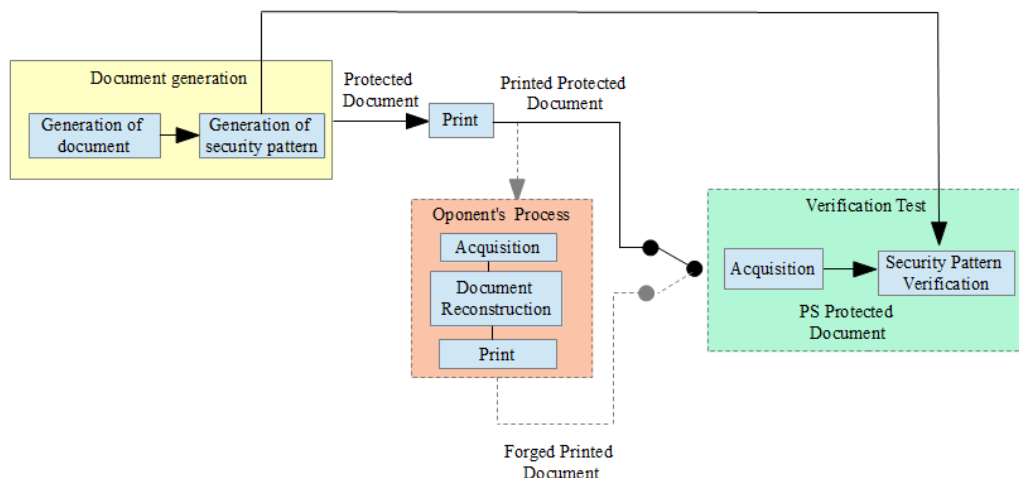 Document generation
Generation of
document
Generation of
security pattern
Protected
Document
Print
Printed Protected
Document
Oponent's Process
Acquisition
Document
Reconstruction
Print
Forged Printed
Document
Verification Test
Acquisition
Security Pattern
Verification
PS Protected
Document